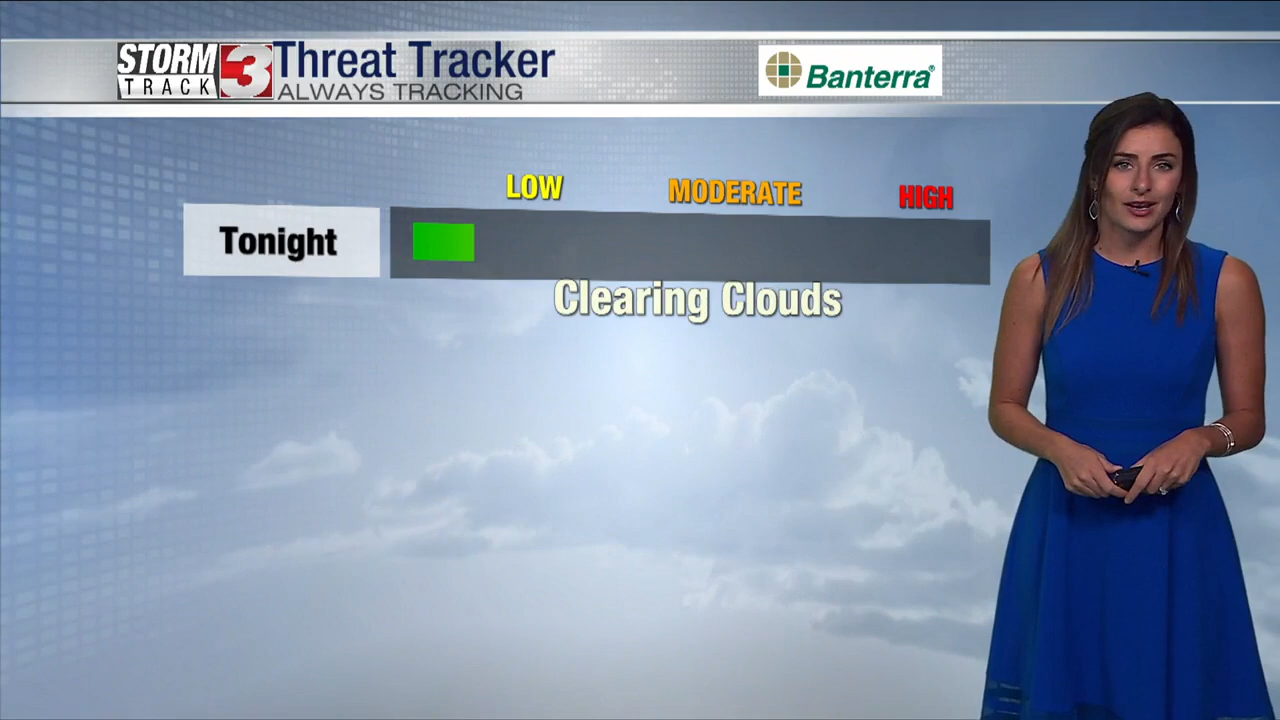 STORM
TRACK
3
Threat Tracker
ALWAYS TRACKING
Banterra®
LOW
MODERATE
HIGH
Tonight
Clearing Clouds